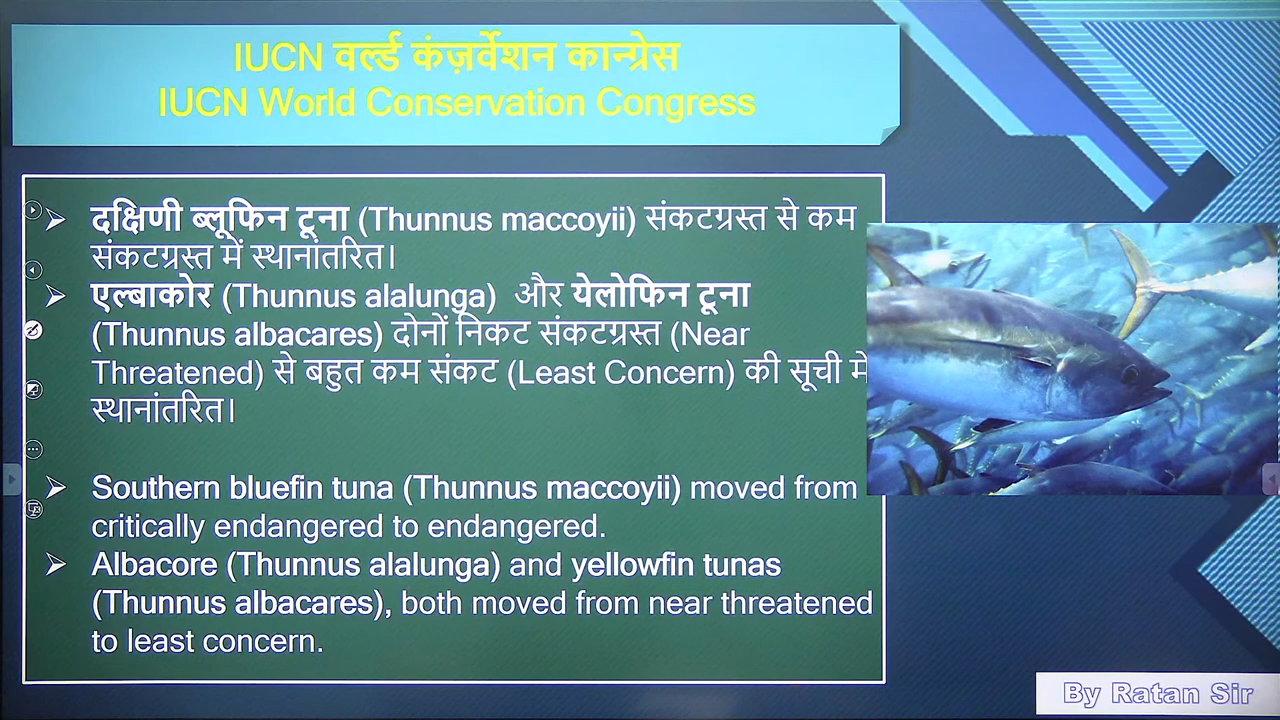 IUCN वर्ल्ड कंज़र्वेशन कान्ग्रेस
IUCN World Conservation Congress
दक्षिणी ब्लूफिन टूना (Thunnus maccoyii) संकटग्रस्त से कम
संकटग्रस्त में स्थानांतरित।
एल्बाकोर (Thunnus alalunga) और येलोफिन टूना
(Thunnus albacares) दोनों निकट संकटग्रस्त (Near
Threatened) से बहुत कम संकट (Least Concern) की सूची में
स्थानांतरित।
Southern bluefin tuna (Thunnus maccoyii) moved from
critically endangered to endangered.
Albacore (Thunnus alalunga) and yellowfin tunas
(Thunnus albacares), both moved from near threatened
to least concern.
By Ratan Sir